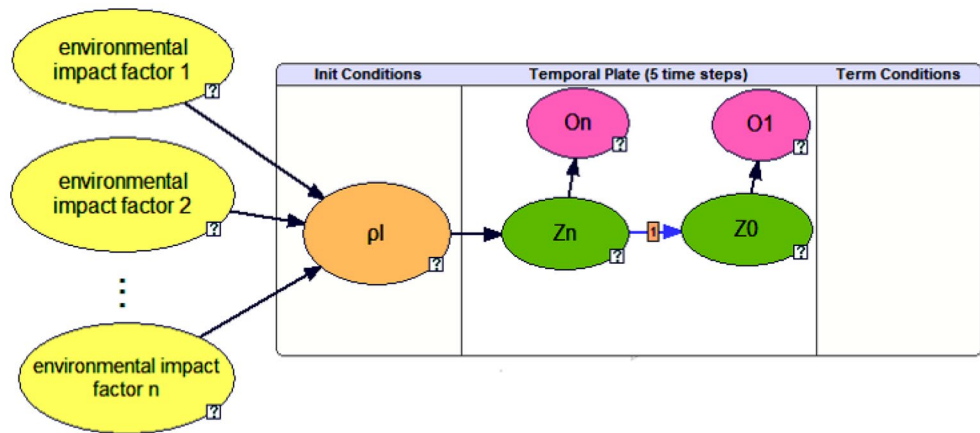 environmental
impact factor 1
?
Init Conditions
Temporal Plate (5 time steps)
Term Conditions
On
?
O1
?
environmental
impact factor 2
?
ρl
?
Zn
?
1
Z0
?
environmental impact
factor n
?